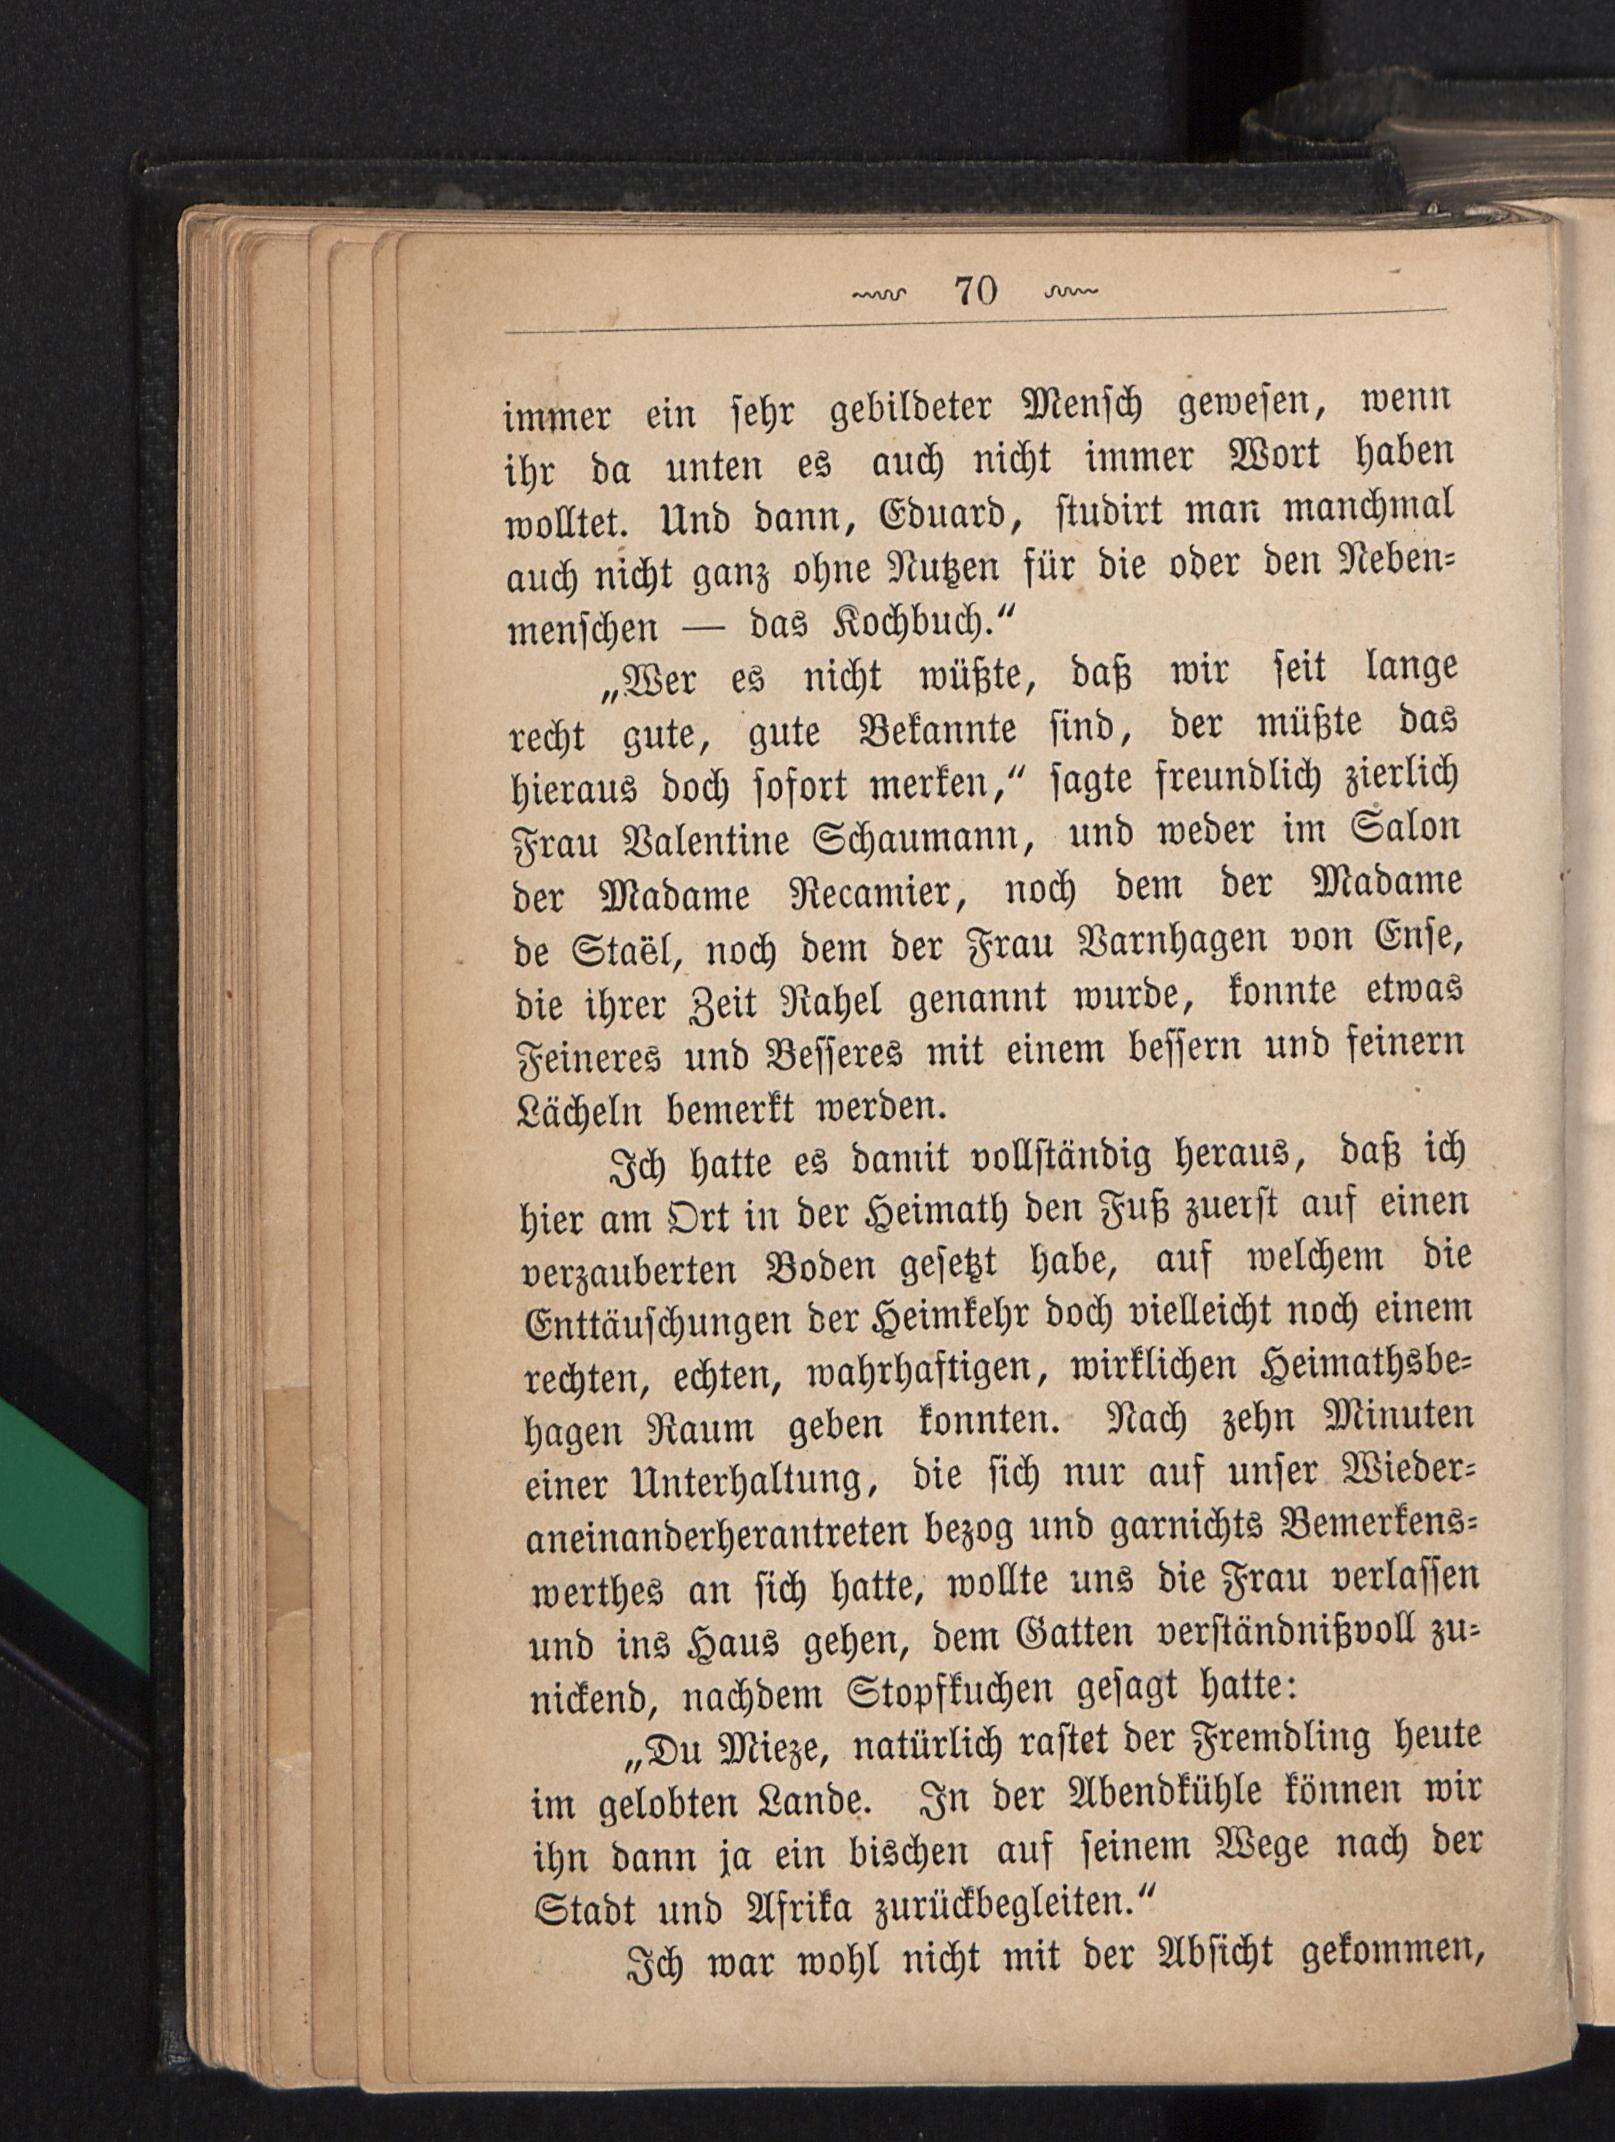 70
immer ein sehr gebildeter Mensch gewesen, wenn
ihr da unten es auch nicht immer Wort haben
wolltet. Und dann, Eduard, studirt man manchmal
auch nicht ganz ohne Nutzen für die oder den Neben-
menschen — das Kochbuch.“
„Wer es nicht wüßte, daß wir seit lange
recht gute, gute Bekannte sind, der müßte das
hieraus doch sofort merken,“ sagte freundlich zierlich
Frau Valentine Schaumann, und weder im Salon
der Madame Recamier, noch dem der Madame
de Staël, noch dem der Frau Varnhagen von Ense,
die ihrer Zeit Rahel genannt wurde, konnte etwas
Feineres und Besseres mit einem bessern und feinern
Lächeln bemerkt werden.
Ich hatte es damit vollständig heraus, daß ich
hier am Ort in der Heimath den Fuß zuerst auf einen
verzauberten Boden gesetzt habe, auf welchem die
Enttäuschungen der Heimkehr doch vielleicht noch einem
rechten, echten, wahrhaftigen, wirklichen Heimathsbe-
hagen Raum geben konnten. Nach zehn Minuten
einer Unterhaltung, die sich nur auf unser Wieder-
aneinanderherantreten bezog und garnichts Bemerkens-
werthes an sich hatte, wollte uns die Frau verlassen
und ins Haus gehen, dem Gatten verständnißvoll zu-
nickend, nachdem Stopfkuchen gesagt hatte:
„Du Mieze, natürlich rastet der Fremdling heute
im gelobten Lande. In der Abendkühle können wir
ihn dann ja ein bischen auf seinem Wege nach der
Stadt und Afrika zurückbegleiten.“
Ich war wohl nicht mit der Absicht gekommen,